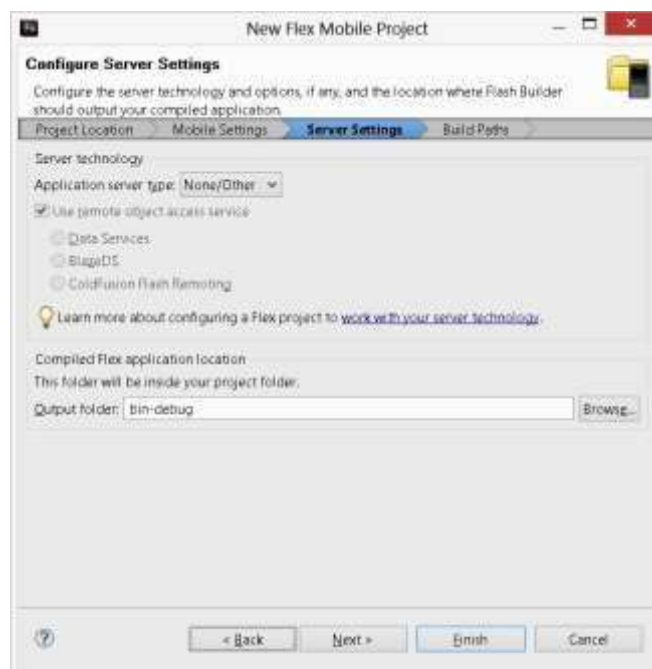 New Flex Mobile Project
Configure Server Settings
Configure the server technology and options, if any, and the location where Flash Builder
should output your compiled application.
Project Location Mobile Settings Server Settings Build Paths
Server technology
Application server type: None/Other
Use remote object access service
Data Services
BlazeDS
ColdFusion Flash Remoting
Learn more about configuring a Flex project to work with your server technology.
Compiled Flex application location
This folder will be inside your project folder.
Output folder: bin-debug Browse...
? < Back Next > Finish Cancel